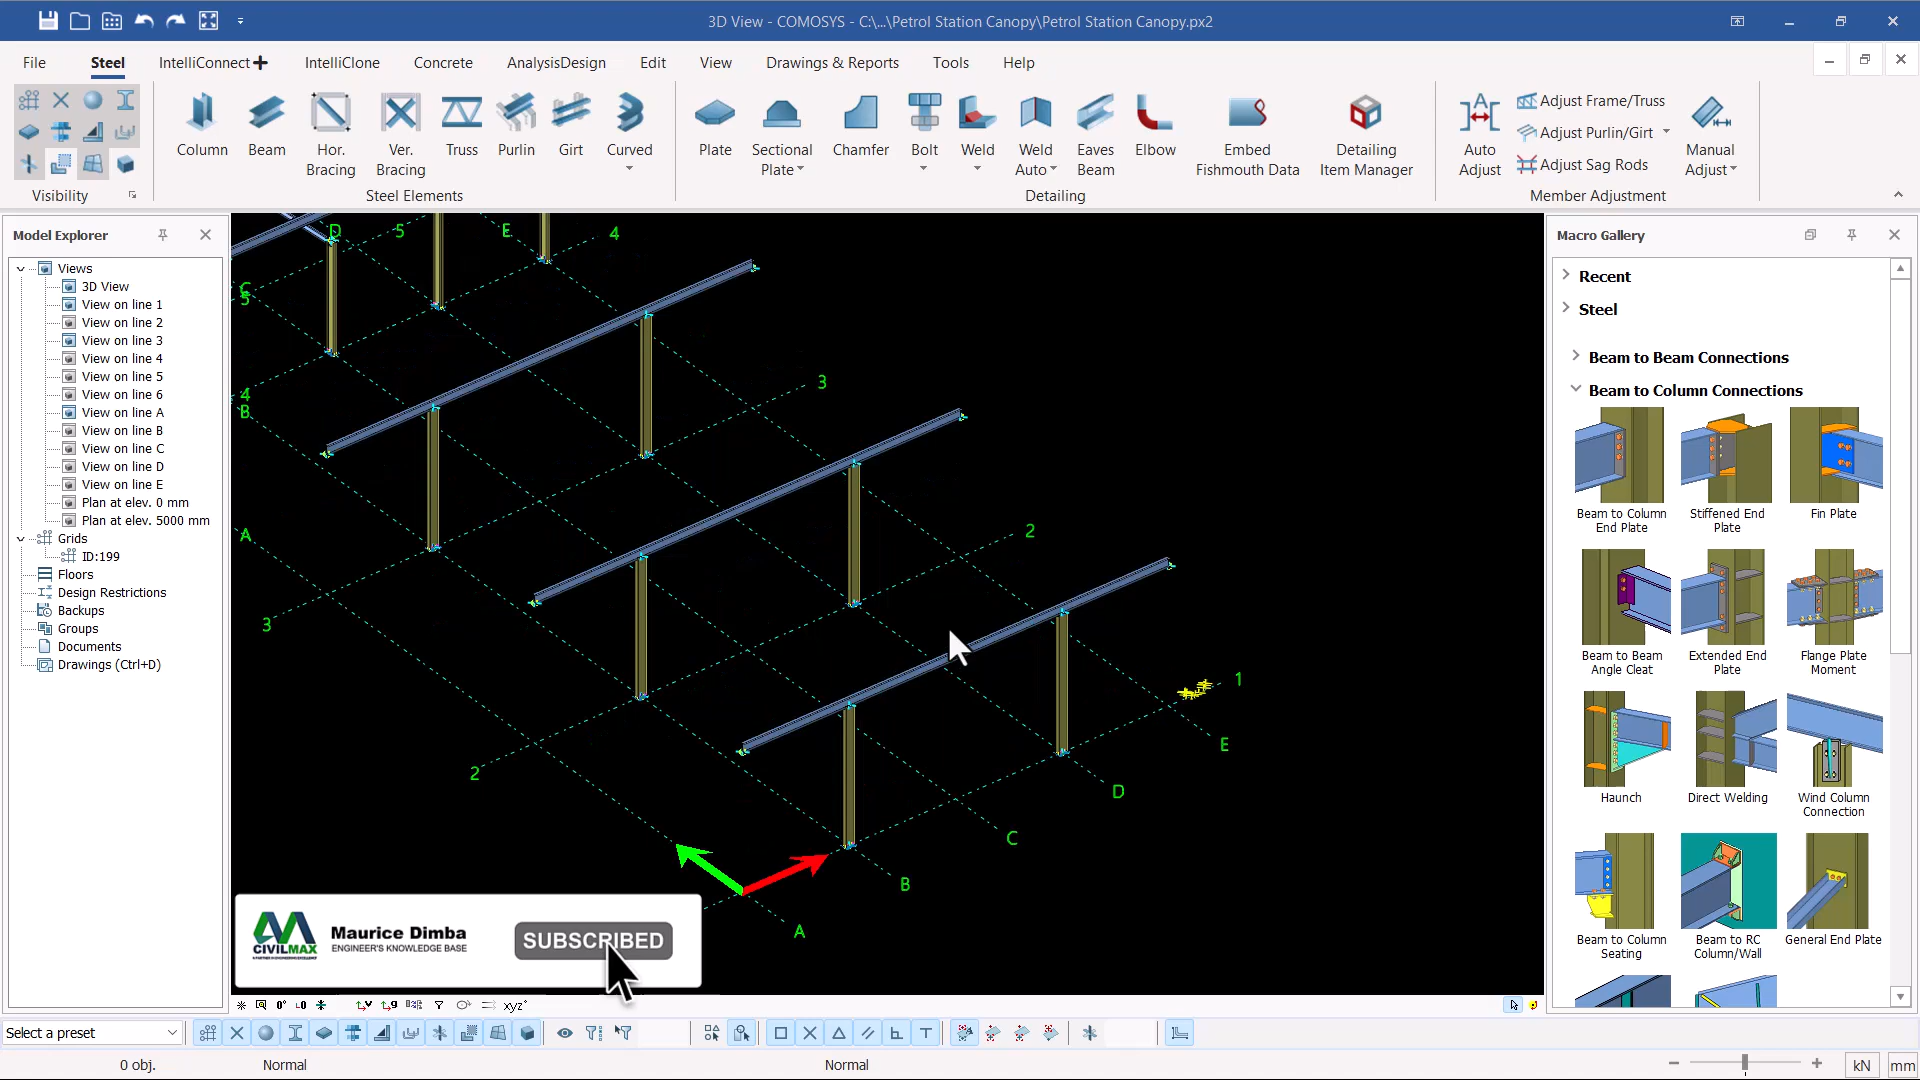 3D View - COMOSYS - C:\...\Petrol Station Canopy\Petrol Station Canopy.px2
File Steel IntelliConnect IntelliClone Concrete AnalysisDesign Edit View Drawings & Reports Tools Help
Column
Beam
Hor. Bracing
Ver. Bracing
Truss
Purlin
Girt
Curved
Plate
Sectional Plate
Chamfer
Bolt
Weld
Weld Auto
Eaves Beam
Elbow
Embed Fishmouth Data
Detailing Item Manager
Auto Adjust
Adjust Frame/Truss
Adjust Purlin/Girt
Adjust Sag Rods
Manual Adjust
Visibility
Steel Elements
Detailing
Member Adjustment
Model Explorer
Views
3D View
View on line 1
View on line 2
View on line 3
View on line 4
View on line 5
View on line 6
View on line A
View on line B
View on line C
View on line D
View on line E
Plan at elev. 0 mm
Plan at elev. 5000 mm
Grids
ID:199
Floors
Design Restrictions
Backups
Groups
Documents
Drawings (Ctrl+D)
D 5 E 4
C
5
3
4
B
2
A
3
1
E
2
D
C
B
A
CIVILMAX
Maurice Dimba
ENGINEER'S KNOWLEDGE BASE
SUBSCRIBED
Macro Gallery
Recent
Steel
Beam to Beam Connections
Beam to Column Connections
Beam to Column End Plate
Stiffened End Plate
Fin Plate
Beam to Beam Angle Cleat
Extended End Plate
Flange Plate Moment
Haunch
Direct Welding
Wind Column Connection
Beam to Column Seating
Beam to RC Column/Wall
General End Plate
xyz
Select a preset
0 obj.
Normal
Normal
kN
mm